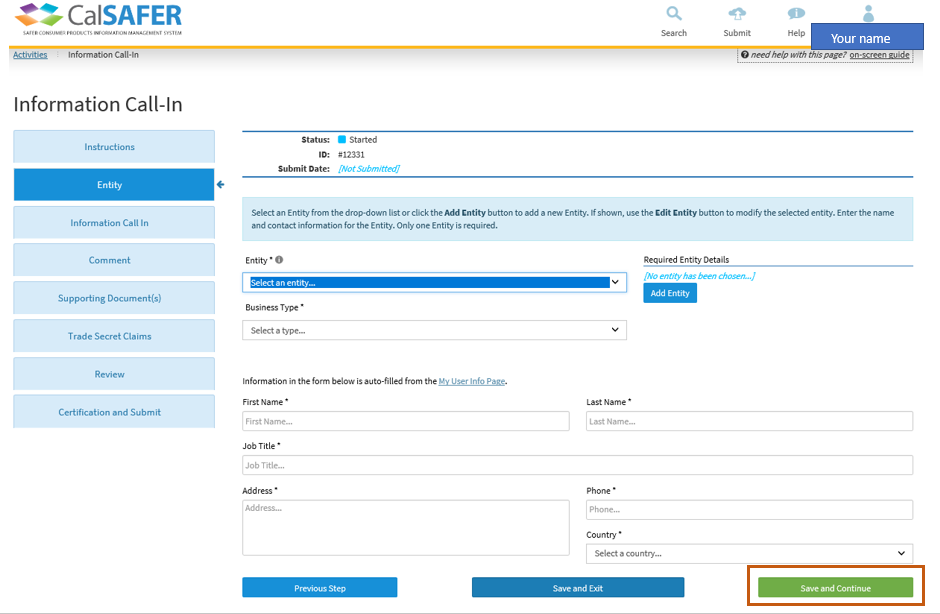 CalSAFER
SAFER CONSUMER PRODUCTS INFORMATION MANAGEMENT SYSTEM
Search
Submit
Help
Your name
Activities
Information Call-In
need help with this page? on-screen guide
Information Call-In
Instructions
Entity
Information Call In
Comment
Supporting Document(s)
Trade Secret Claims
Review
Certification and Submit
Status: Started
ID: #12331
Submit Date: [Not Submitted]
Select an Entity from the drop-down list or click the Add Entity button to add a new Entity. If shown, use the Edit Entity button to modify the selected entity. Enter the name
and contact information for the Entity. Only one Entity is required.
Entity *
Select an entity...
Required Entity Details
[No entity has been chosen...]
Add Entity
Business Type *
Select a type...
Information in the form below is auto-filled from the My User Info Page.
First Name *
First Name...
Last Name *
Last Name...
Job Title *
Job Title...
Address *
Address...
Phone *
Phone...
Country *
Select a country...
Previous Step
Save and Exit
Save and Continue